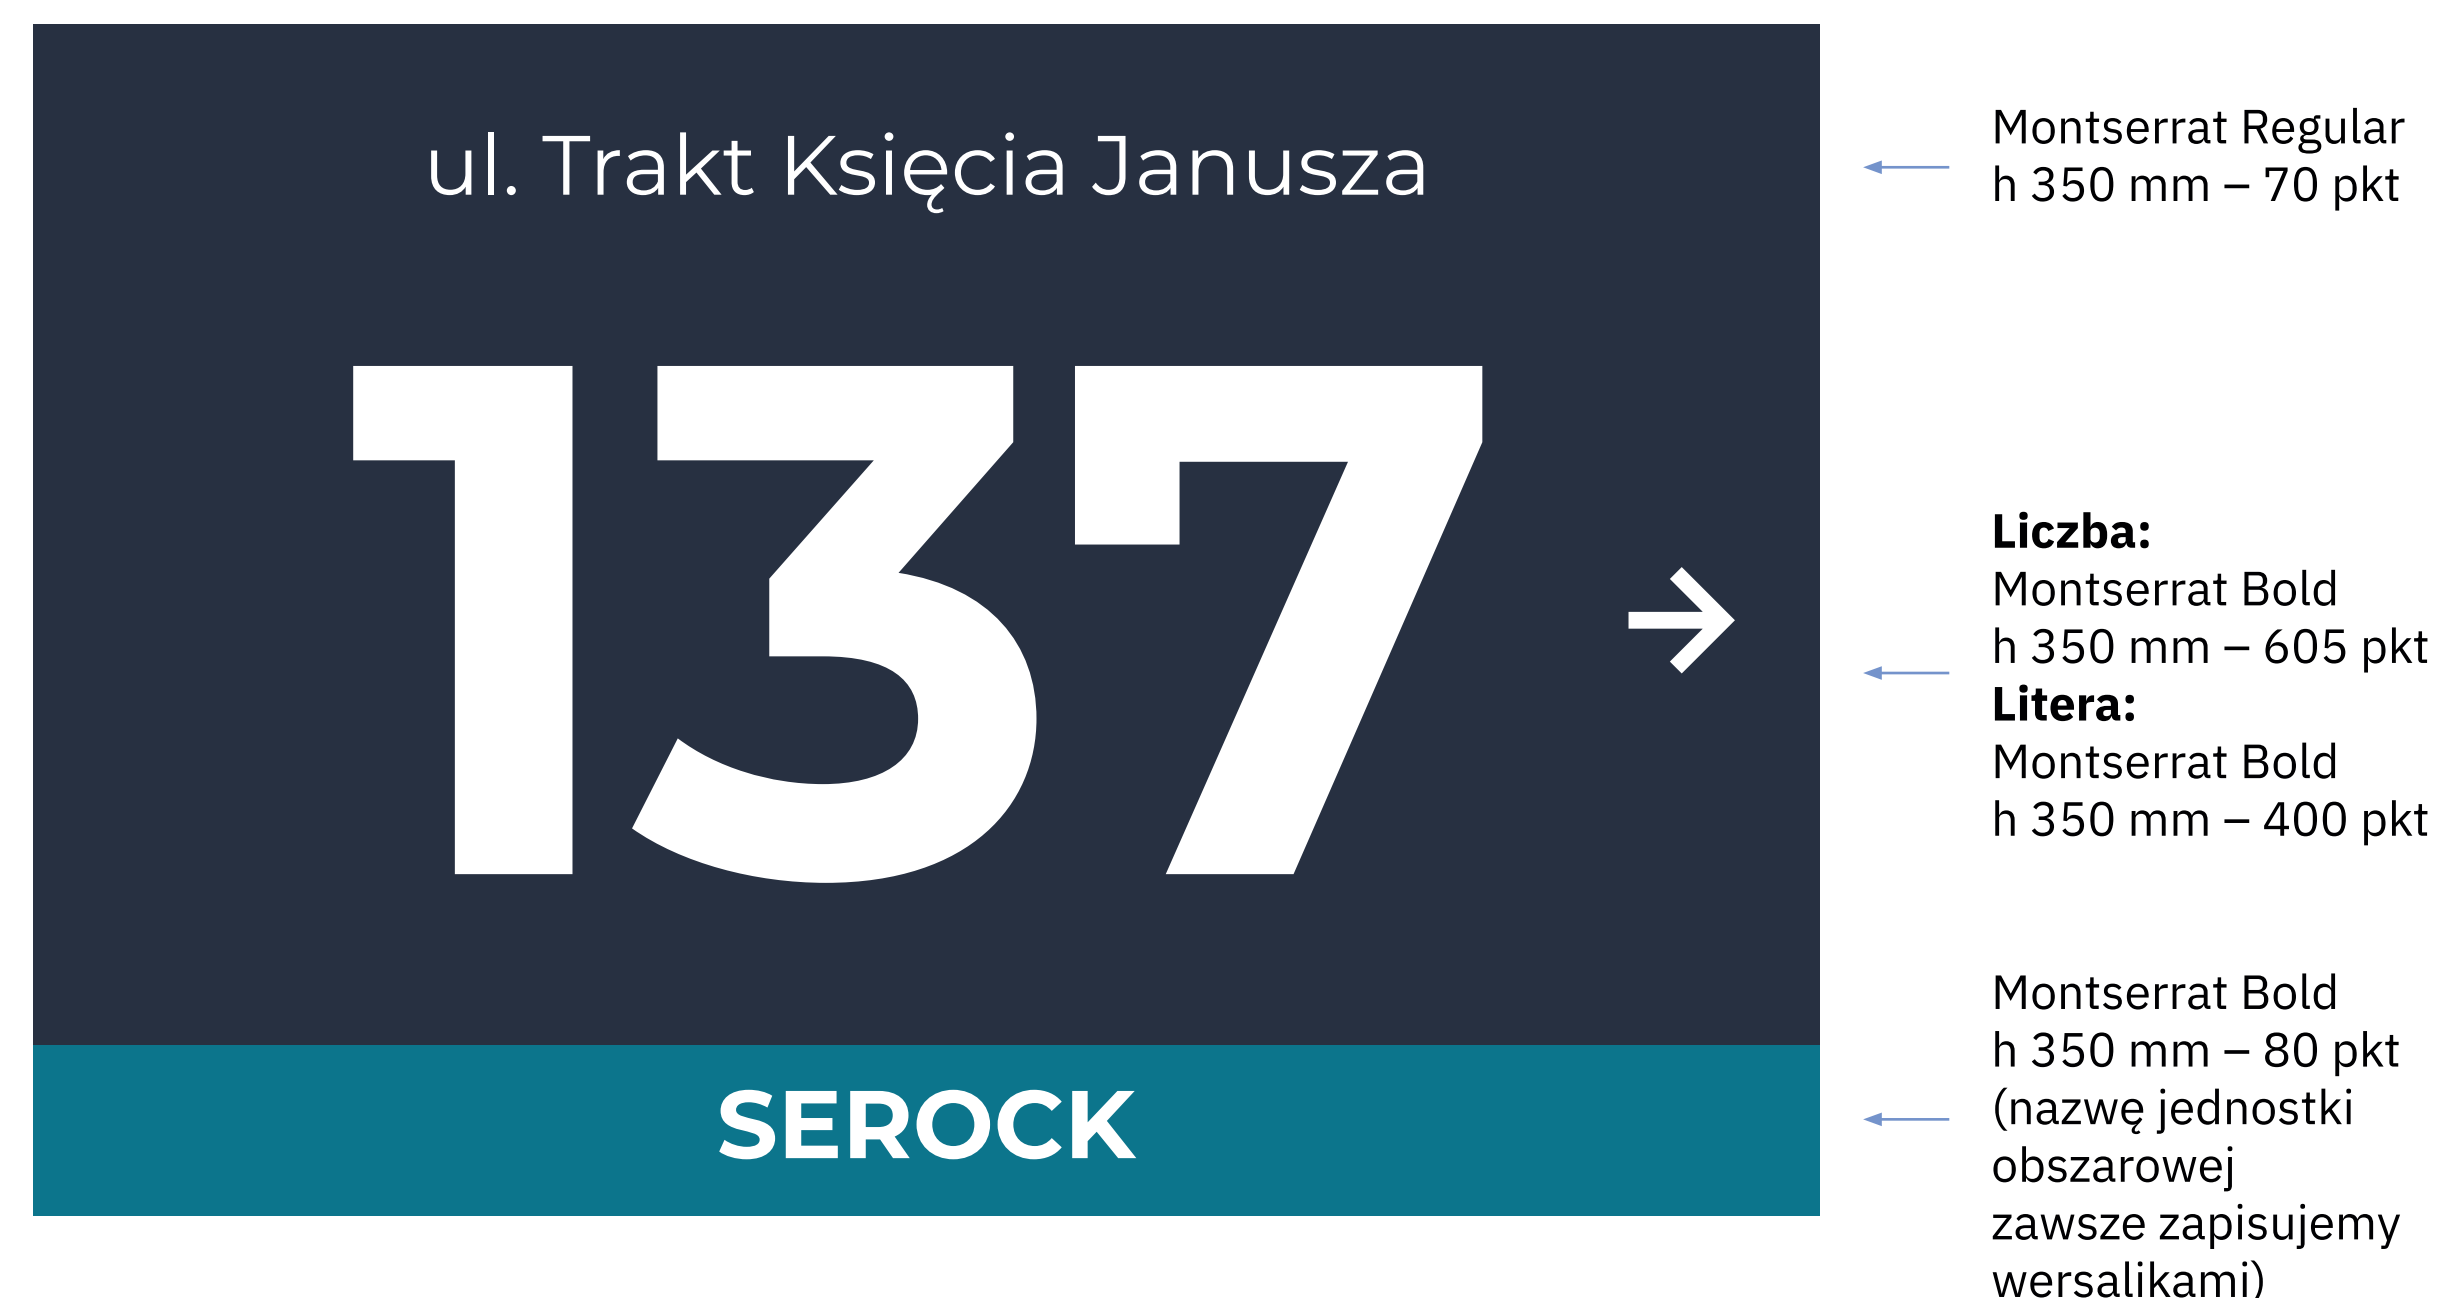 ul. Trakt Księcia Janusza
137
SEROCK
Montserrat Regular
h 350 mm – 70 pkt
Liczba:
Montserrat Bold
h 350 mm – 605 pkt
Litera:
Montserrat Bold
h 350 mm – 400 pkt
Montserrat Bold
h 350 mm – 80 pkt
(nazwę jednostki
obszarowej
zawsze zapisujemy
wersalikami)